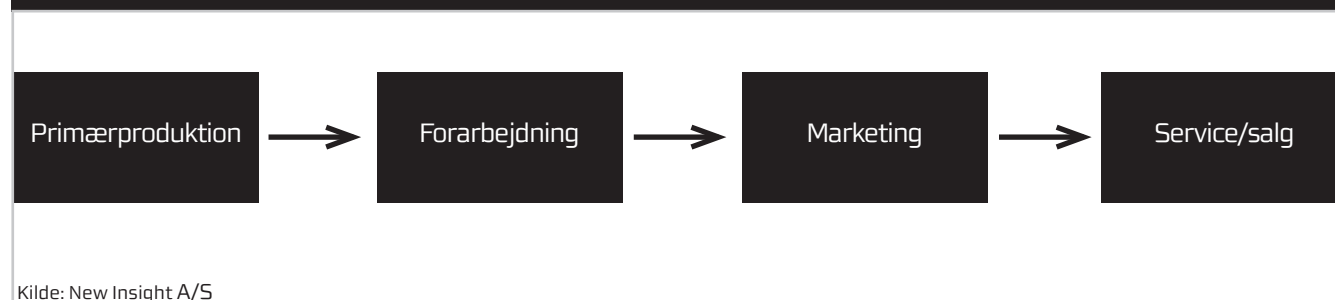 Primærproduktion
Forarbejdning
Marketing
Service/salg
Kilde: New Insight A/S